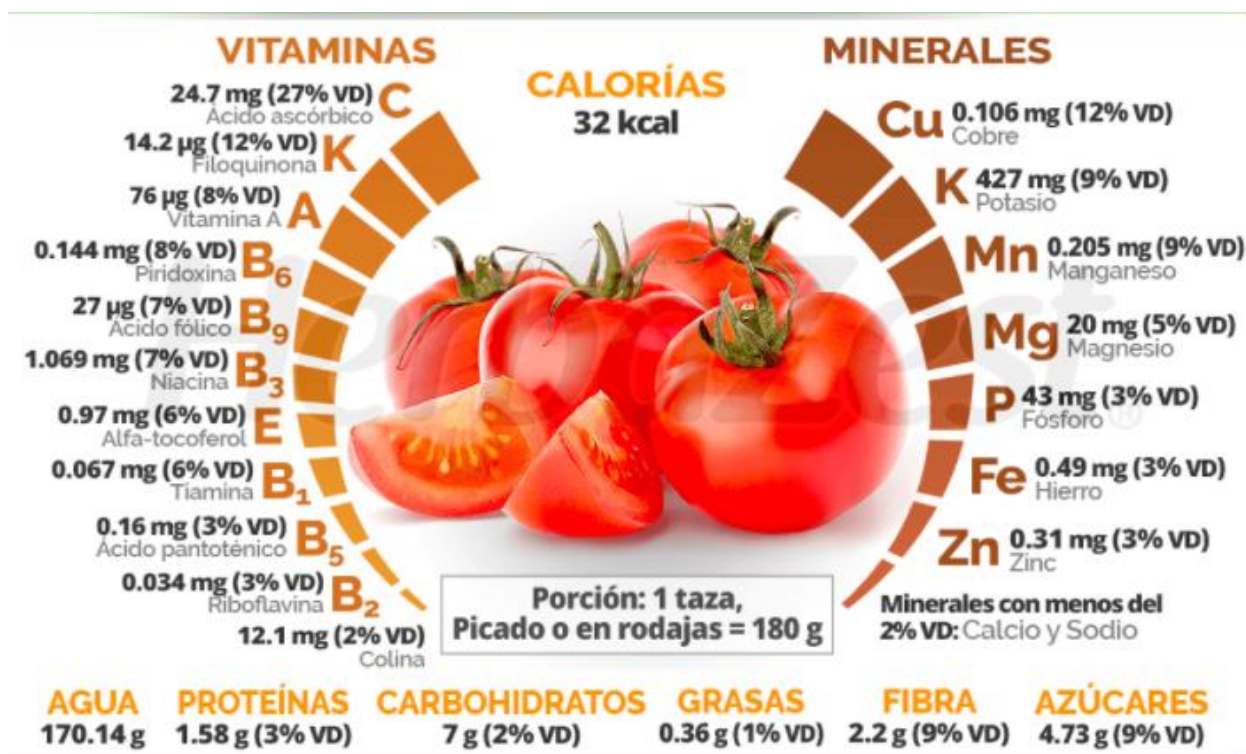 VITAMINAS
24.7 mg (27% VD) C
Ácido ascórbico
14.2 µg (12% VD) K
Filoquinona
76 µg (8% VD) A
Vitamina A
0.144 mg (8% VD) B6
Piridoxina
27 µg (7% VD) B9
Ácido fólico
1.069 mg (7% VD) B3
Niacina
0.97 mg (6% VD) E
Alfa-tocoferol
0.067 mg (6% VD) B1
Tiamina
0.16 mg (3% VD) B5
Ácido pantoténico
0.034 mg (3% VD) B2
Riboflavina
12.1 mg (2% VD)
Colina
CALORÍAS
32 kcal
HerbaZest®
Porción: 1 taza,
Picado o en rodajas = 180 g
MINERALES
Cu 0.106 mg (12% VD)
Cobre
K 427 mg (9% VD)
Potasio
Mn 0.205 mg (9% VD)
Manganeso
Mg 20 mg (5% VD)
Magnesio
P 43 mg (3% VD)
Fósforo
Fe 0.49 mg (3% VD)
Hierro
Zn 0.31 mg (3% VD)
Zinc
Minerales con menos del
2% VD: Calcio y Sodio
AGUA
170.14 g
PROTEÍNAS
1.58 g (3% VD)
CARBOHIDRATOS
7 g (2% VD)
GRASAS
0.36 g (1% VD)
FIBRA
2.2 g (9% VD)
AZÚCARES
4.73 g (9% VD)